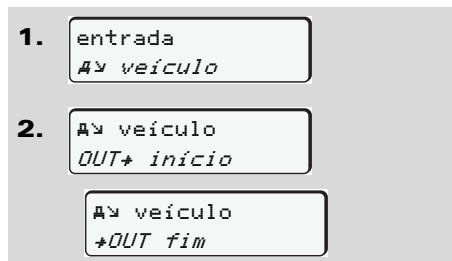 1. entrada
veículo
2. veículo
OUT→ início
veículo
→OUT fim